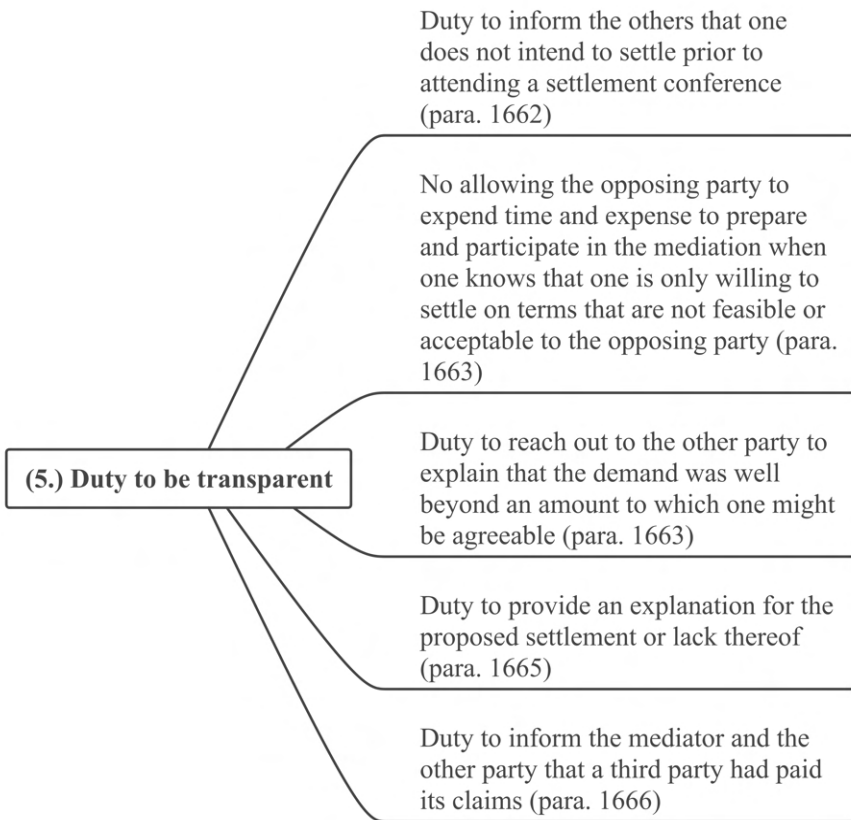 Duty to inform the others that one
does not intend to settle prior to
attending a settlement conference
(para. 1662)
No allowing the opposing party to
expend time and expense to prepare
and participate in the mediation when
one knows that one is only willing to
settle on terms that are not feasible or
acceptable to the opposing party (para.
1663)
(5.) Duty to be transparent
Duty to reach out to the other party to
explain that the demand was well
beyond an amount to which one might
be agreeable (para. 1663)
Duty to provide an explanation for the
proposed settlement or lack thereof
(para. 1665)
Duty to inform the mediator and the
other party that a third party had paid
its claims (para. 1666)